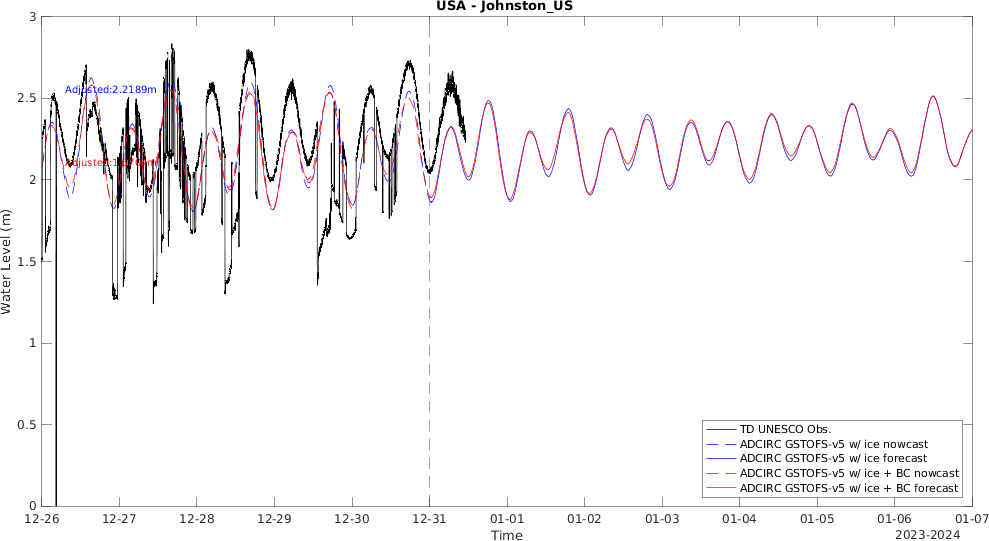 USA - Johnston_US
3
2.5
2
1.5
1
0.5
0
Water Level (m)
Adjusted:2.2189m
12-26
12-27
12-28
12-29
12-30
12-31
01-01
01-02
01-03
01-04
01-05
01-06
01-07
Time
2023-2024
TD UNESCO Obs.
ADCIRC GSTOFS-v5 w/ ice nowcast
ADCIRC GSTOFS-v5 w/ ice forecast
ADCIRC GSTOFS-v5 w/ ice + BC nowcast
ADCIRC GSTOFS-v5 w/ ice + BC forecast